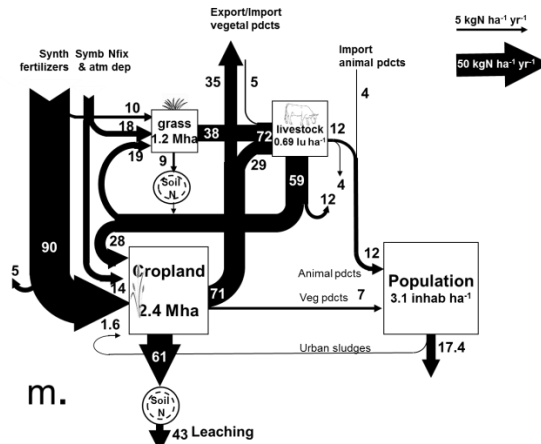 Export/Import
vegetal pdcts
5 kgN ha⁻¹ yr⁻¹
Synth
fertilizers
Symb Nfix
& atm dep
Import
animal pdcts
50 kgN ha⁻¹ yr⁻¹
35
5
4
10
grass
1.2 Mha
18
38
72
livestock
0.69 lu ha⁻¹
12
19
9
29
4
Soil
N
59
12
90
28
Cropland
2.4 Mha
12
Animal pdcts
Population
3.1 inhab ha⁻¹
5
14
71
Veg pdcts
7
1.6
61
Urban sludges
17.4
Soil
N
m.
43 Leaching